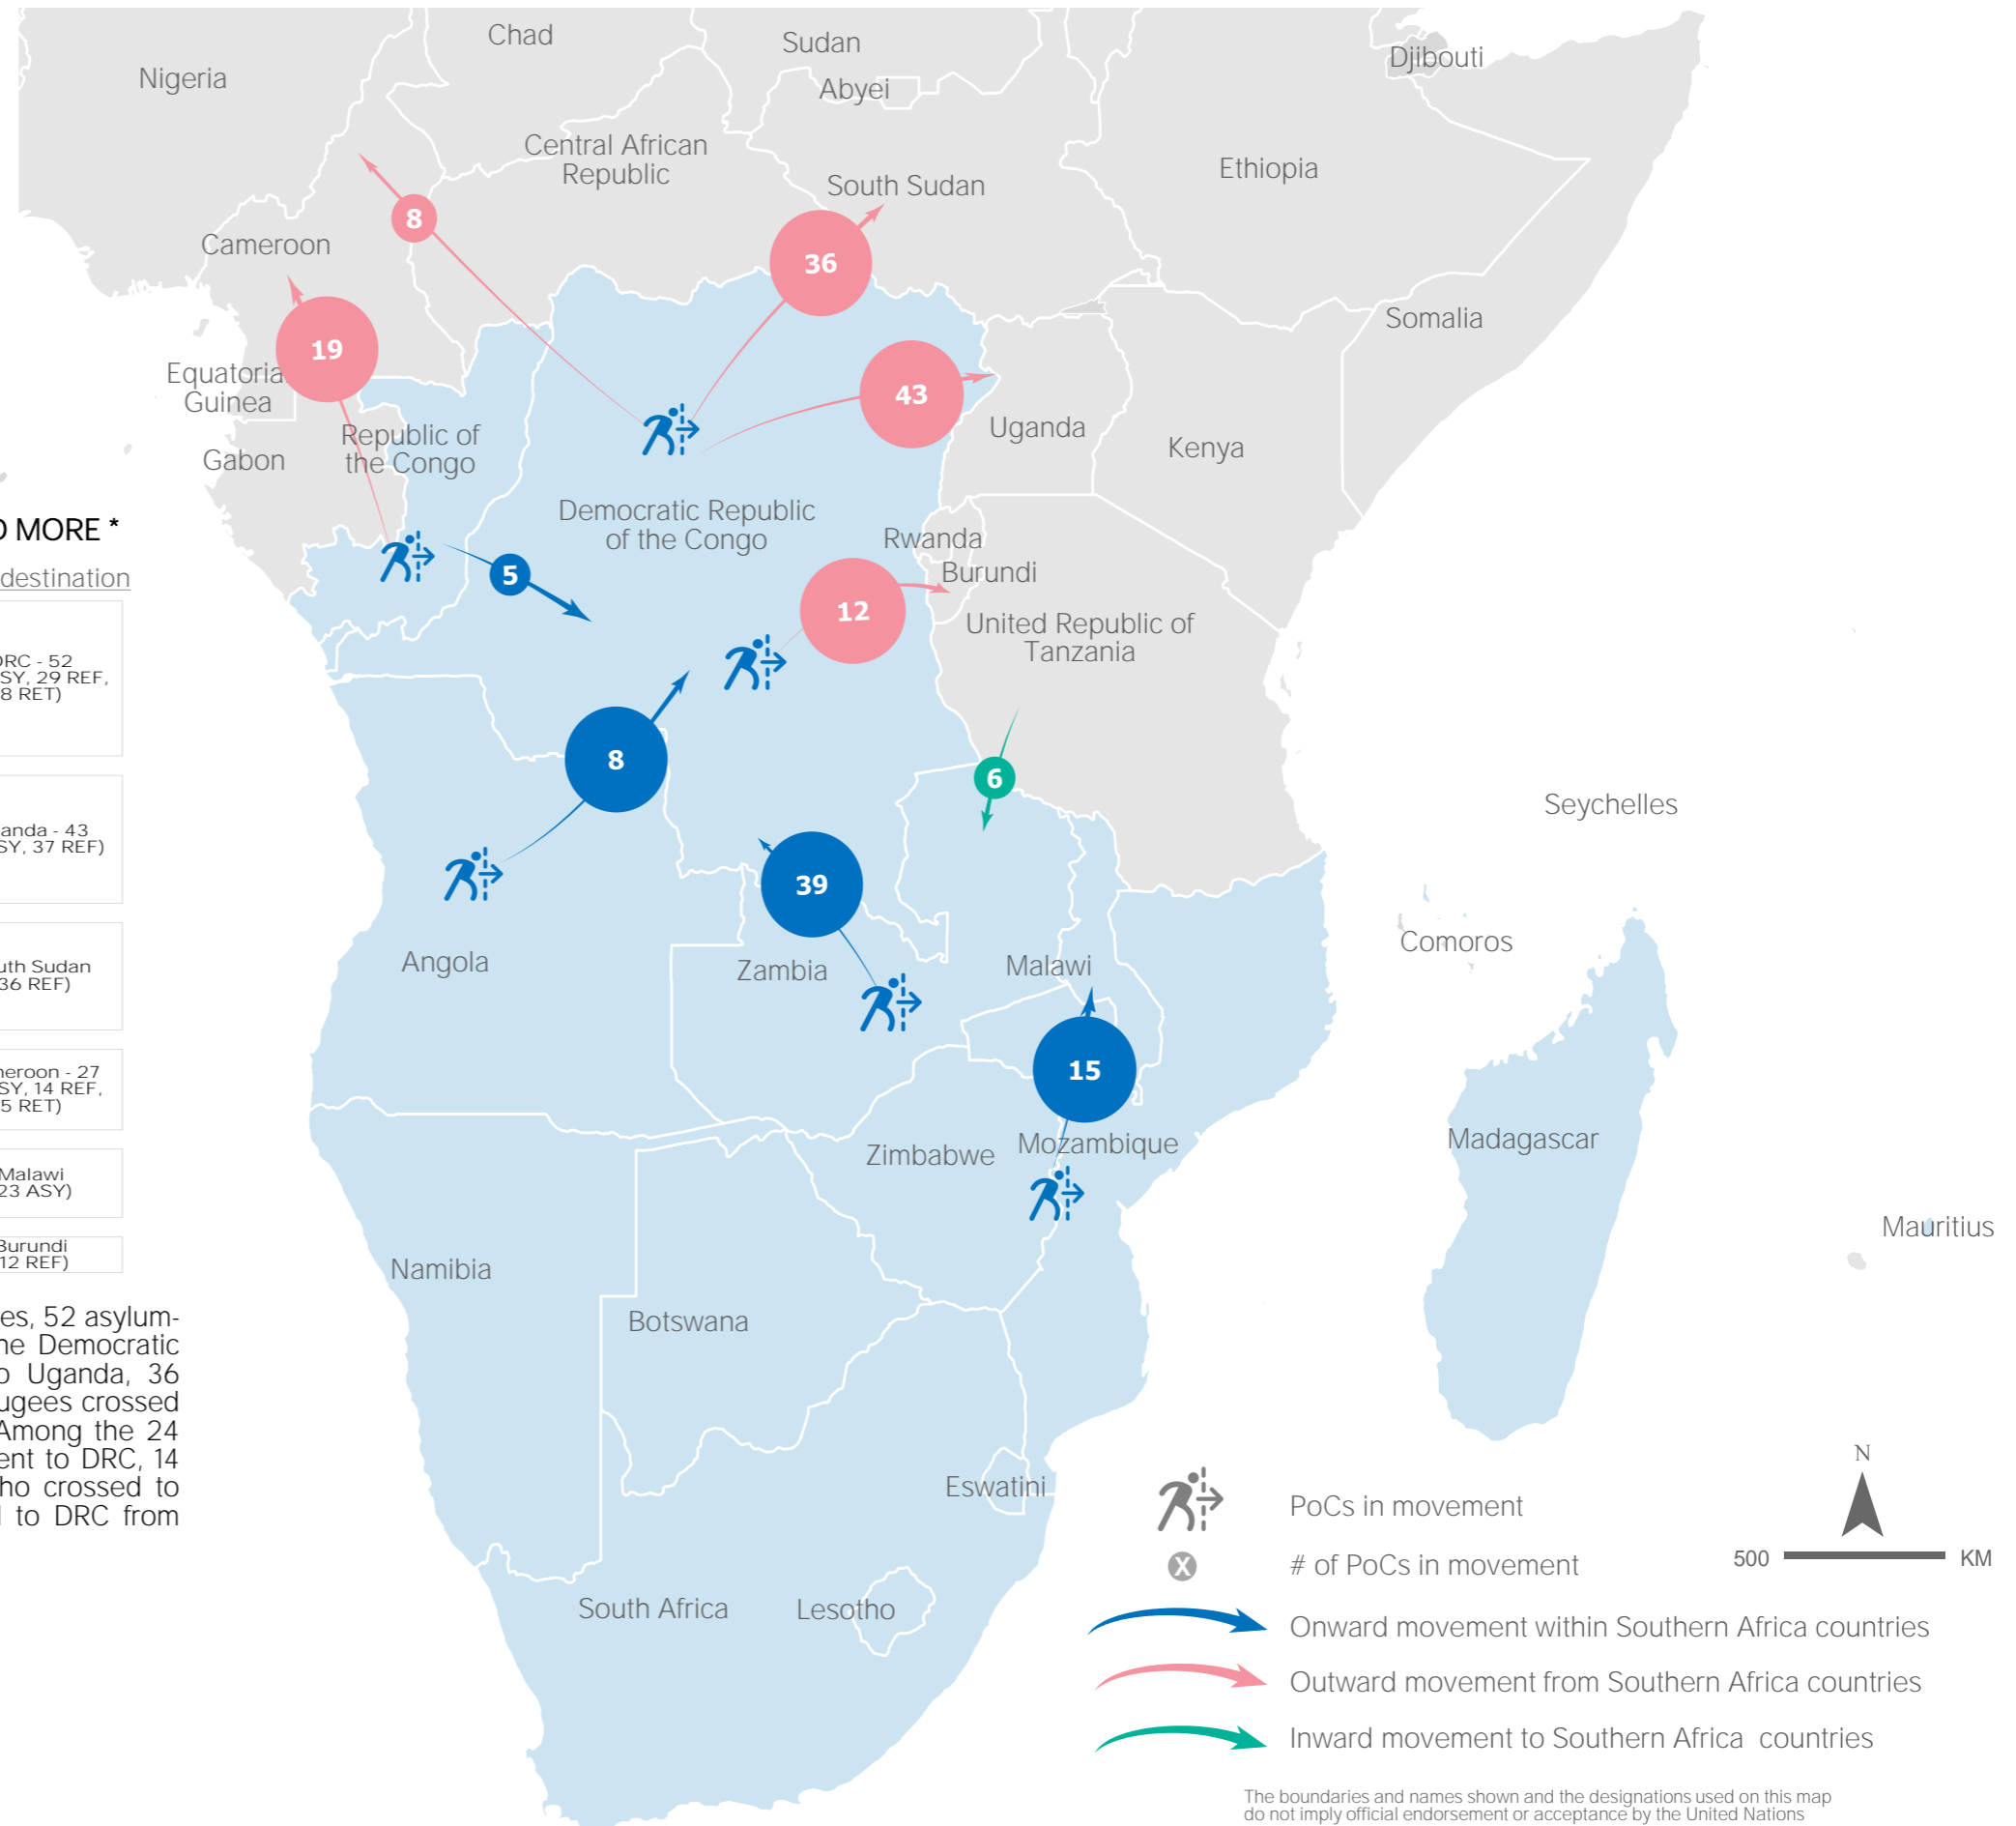 Chad
Sudan
Djibouti
Nigeria
Abyei
Central African
Republic
Ethiopia
South Sudan
8
Cameroon
36
Somalia
19
Equatoria
Guinea
43
Uganda
Republic of
the Congo
Kenya
Gabon
Democratic Republic
of the Congo
MORE *
destination
Rwanda
5
Burundi
12
United Republic of
Tanzania
DRC - 52
SY, 29 REF,
8 RET)
8
6
Seychelles
anda - 43
SY, 37 REF)
39
Comoros
Angola
Zambia
Malawi
uth Sudan
36 REF)
15
meroon - 27
SY, 14 REF,
5 RET)
Zimbabwe
Mozambique
Madagascar
Malawi
23 ASY)
Mauritius
Burundi
12 REF)
Namibia
Botswana
es, 52 asylum-
he Democratic
o Uganda, 36
ugees crossed
Among the 24
ent to DRC, 14
ho crossed to
to DRC from
Eswatini
South Africa
Lesotho
N
PoCs in movement
500 KM
X
# of PoCs in movement
Onward movement within Southern Africa countries
Outward movement from Southern Africa countries
Inward movement to Southern Africa countries
The boundaries and names shown and the designations used on this map
do not imply official endorsement or acceptance by the United Nations